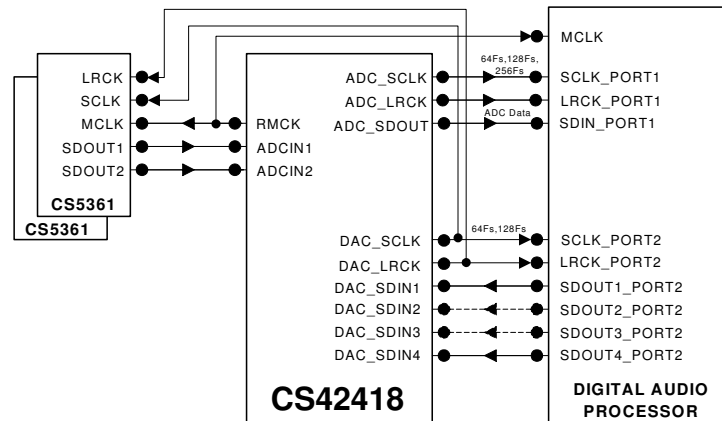 LRCK
SCLK
MCLK
SDOUT1
SDOUT2
CS5361
CS5361
RMCK
ADCIN1
ADCIN2
ADC_SCLK
ADC_LRCK
ADC_SDOUT
DAC_SCLK
DAC_LRCK
DAC_SDIN1
DAC_SDIN2
DAC_SDIN3
DAC_SDIN4
CS42418
64Fs,128Fs,
256Fs
ADC Data
64Fs,128Fs
MCLK
SCLK_PORT1
LRCK_PORT1
SDIN_PORT1
SCLK_PORT2
LRCK_PORT2
SDOUT1_PORT2
SDOUT2_PORT2
SDOUT3_PORT2
SDOUT4_PORT2
DIGITAL AUDIO
PROCESSOR